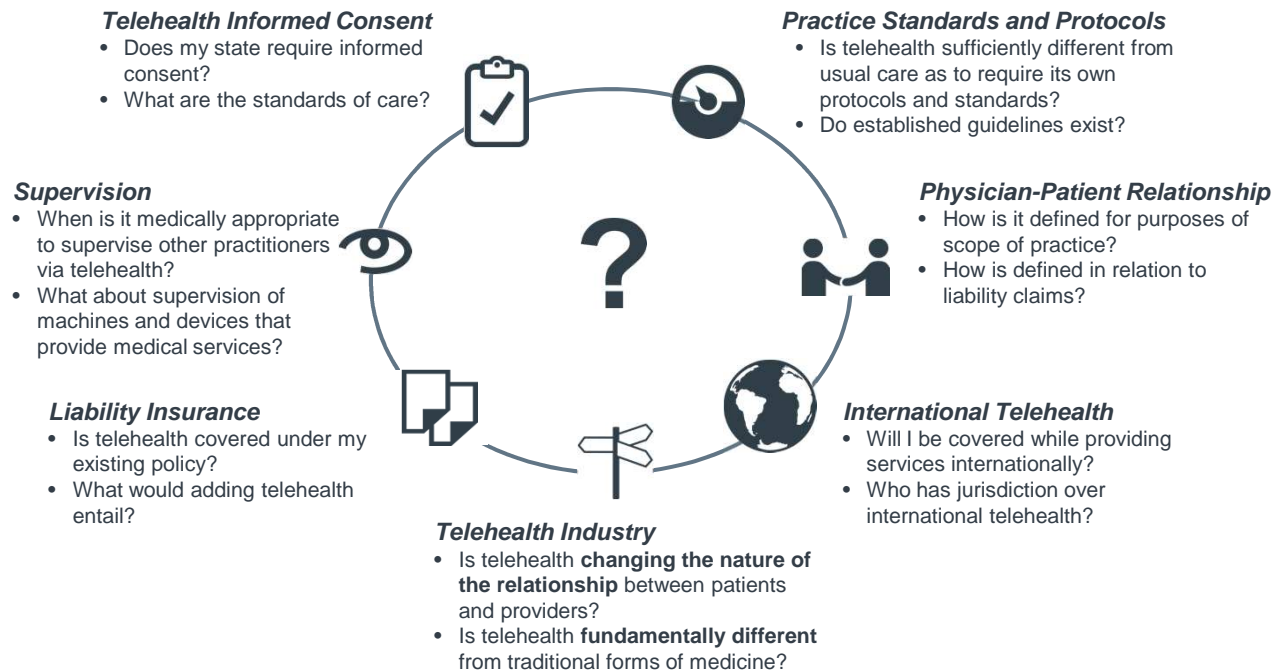 Telehealth Informed Consent
• Does my state require informed
consent?
• What are the standards of care?
Practice Standards and Protocols
• Is telehealth sufficiently different from
usual care as to require its own
protocols and standards?
• Do established guidelines exist?
Supervision
• When is it medically appropriate
to supervise other practitioners
via telehealth?
• What about supervision of
machines and devices that
provide medical services?
?
Physician-Patient Relationship
• How is it defined for purposes of
scope of practice?
• How is defined in relation to
liability claims?
Liability Insurance
• Is telehealth covered under my
existing policy?
• What would adding telehealth
entail?
International Telehealth
• Will I be covered while providing
services internationally?
• Who has jurisdiction over
international telehealth?
Telehealth Industry
• Is telehealth changing the nature of
the relationship between patients
and providers?
• Is telehealth fundamentally different
from traditional forms of medicine?